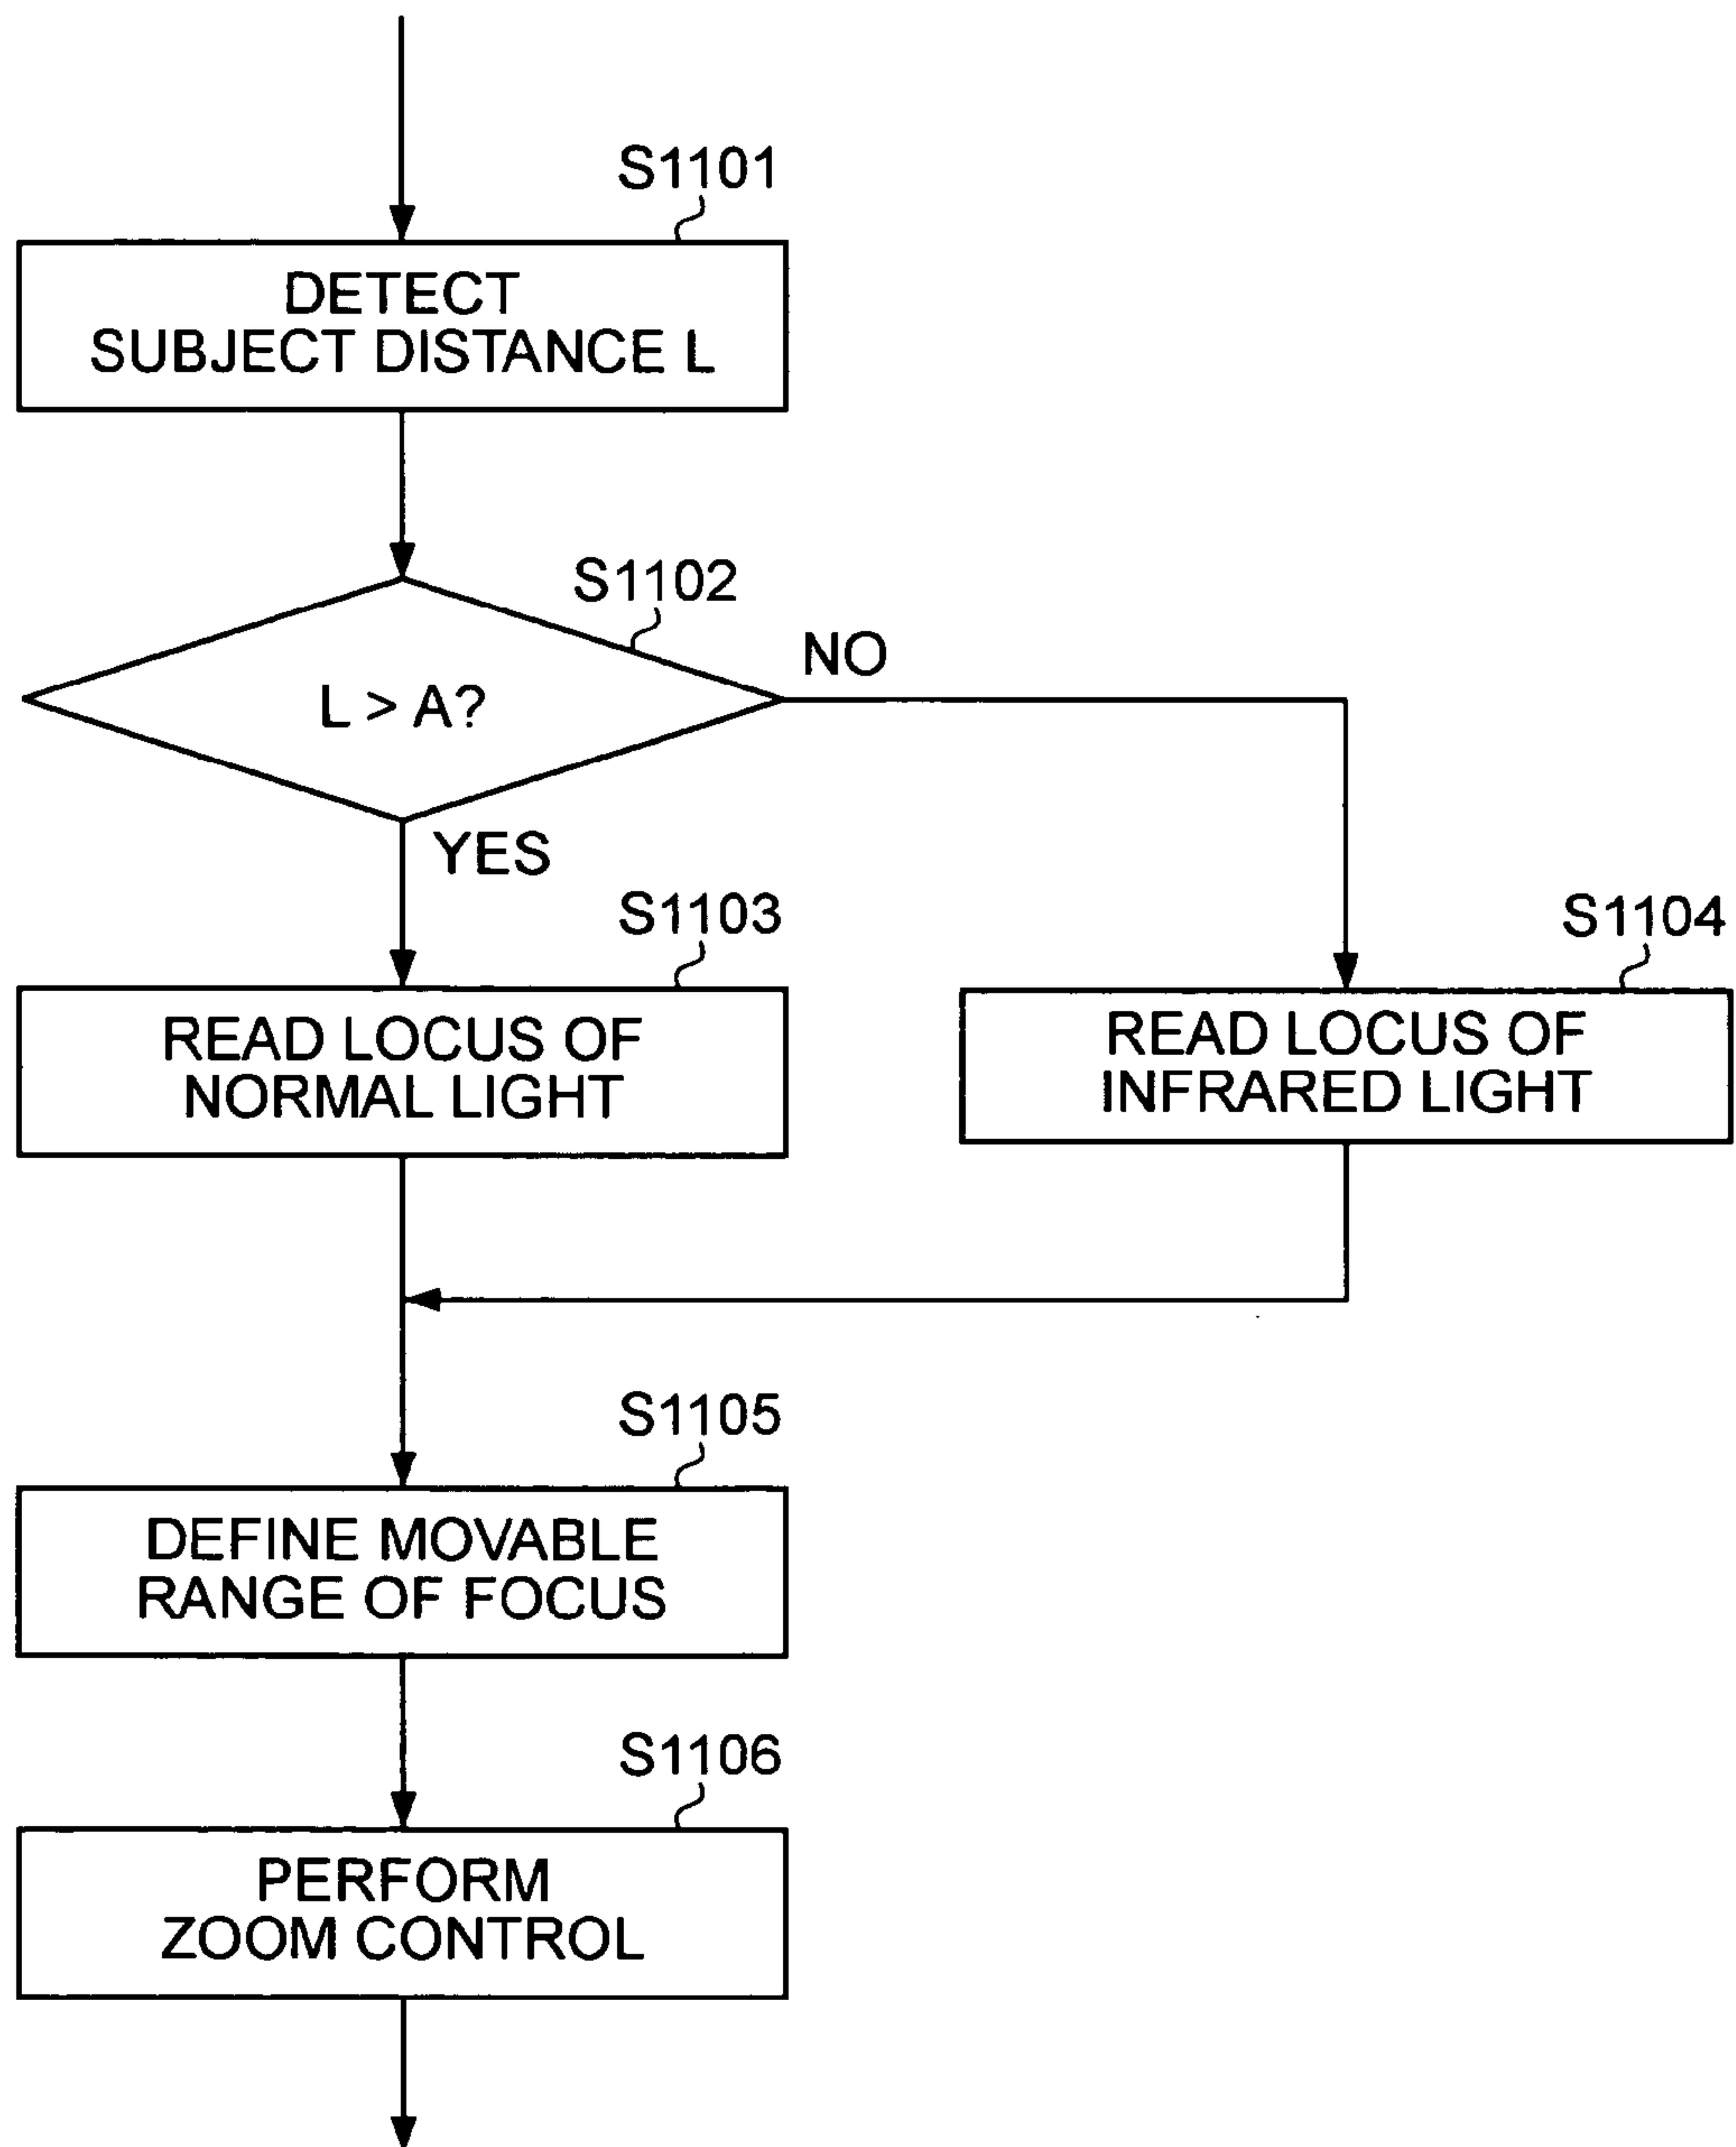 S1101
DETECT
SUBJECT DISTANCE L
S1102
L > A?
NO
YES
S1103
READ LOCUS OF
NORMAL LIGHT
S1104
READ LOCUS OF
INFRARED LIGHT
S1105
DEFINE MOVABLE
RANGE OF FOCUS
S1106
PERFORM
ZOOM CONTROL